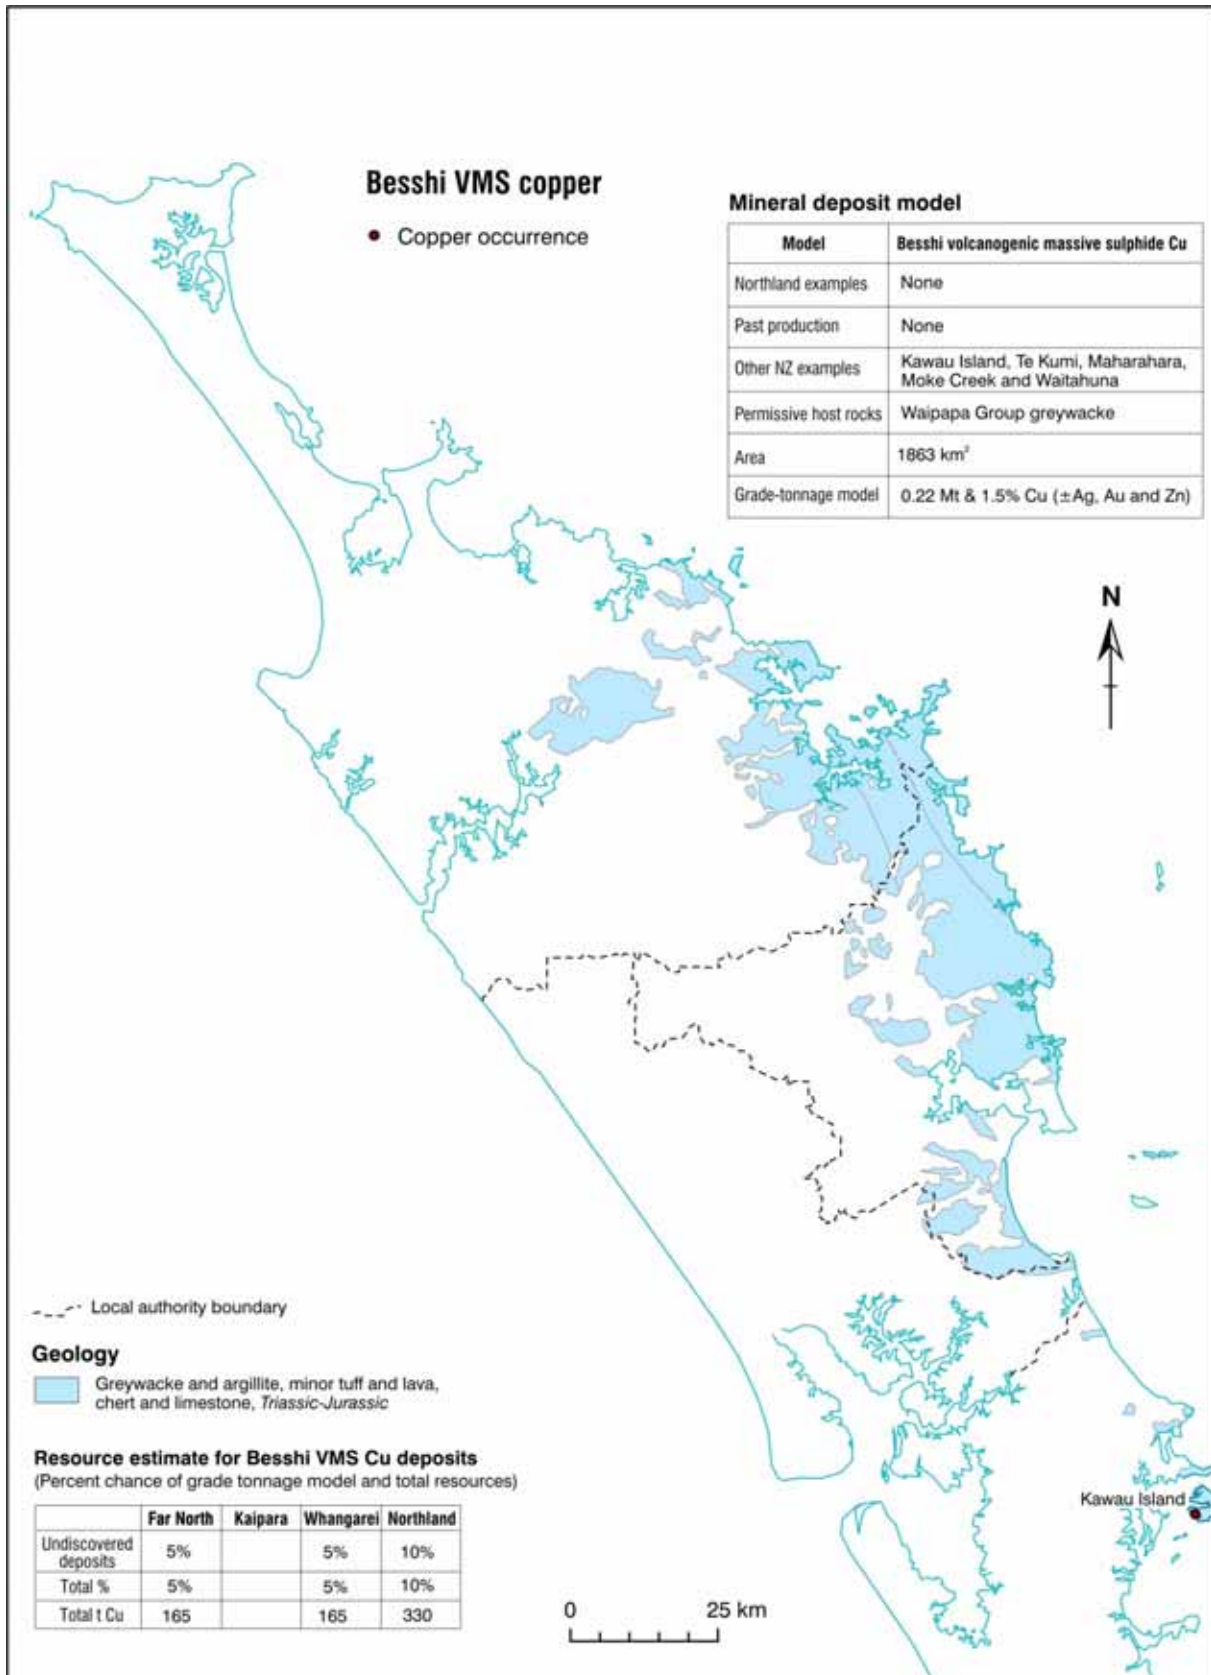 Besshi VMS copper
Copper occurrence
Mineral deposit model
Model Besshi volcanogenic massive sulphide Cu
Northland examples None
Past production None
Other NZ examples Kawau Island, Te Kumi, Maharahara,
Moke Creek and Waitahuna
Permissive host rocks Waipapa Group greywacke
Area 1863 km²
Grade-tonnage model 0.22 Mt & 1.5% Cu (±Ag, Au and Zn)
N
Local authority boundary
Geology
Greywacke and argillite, minor tuff and lava,
chert and limestone, Triassic-Jurassic
Resource estimate for Besshi VMS Cu deposits
(Percent chance of grade tonnage model and total resources)
Far North Kaipara Whangarei Northland
Undiscovered
deposits 5% 5% 10%
Total % 5% 5% 10%
Total t Cu 165 165 330
0 25 km
Kawau Island